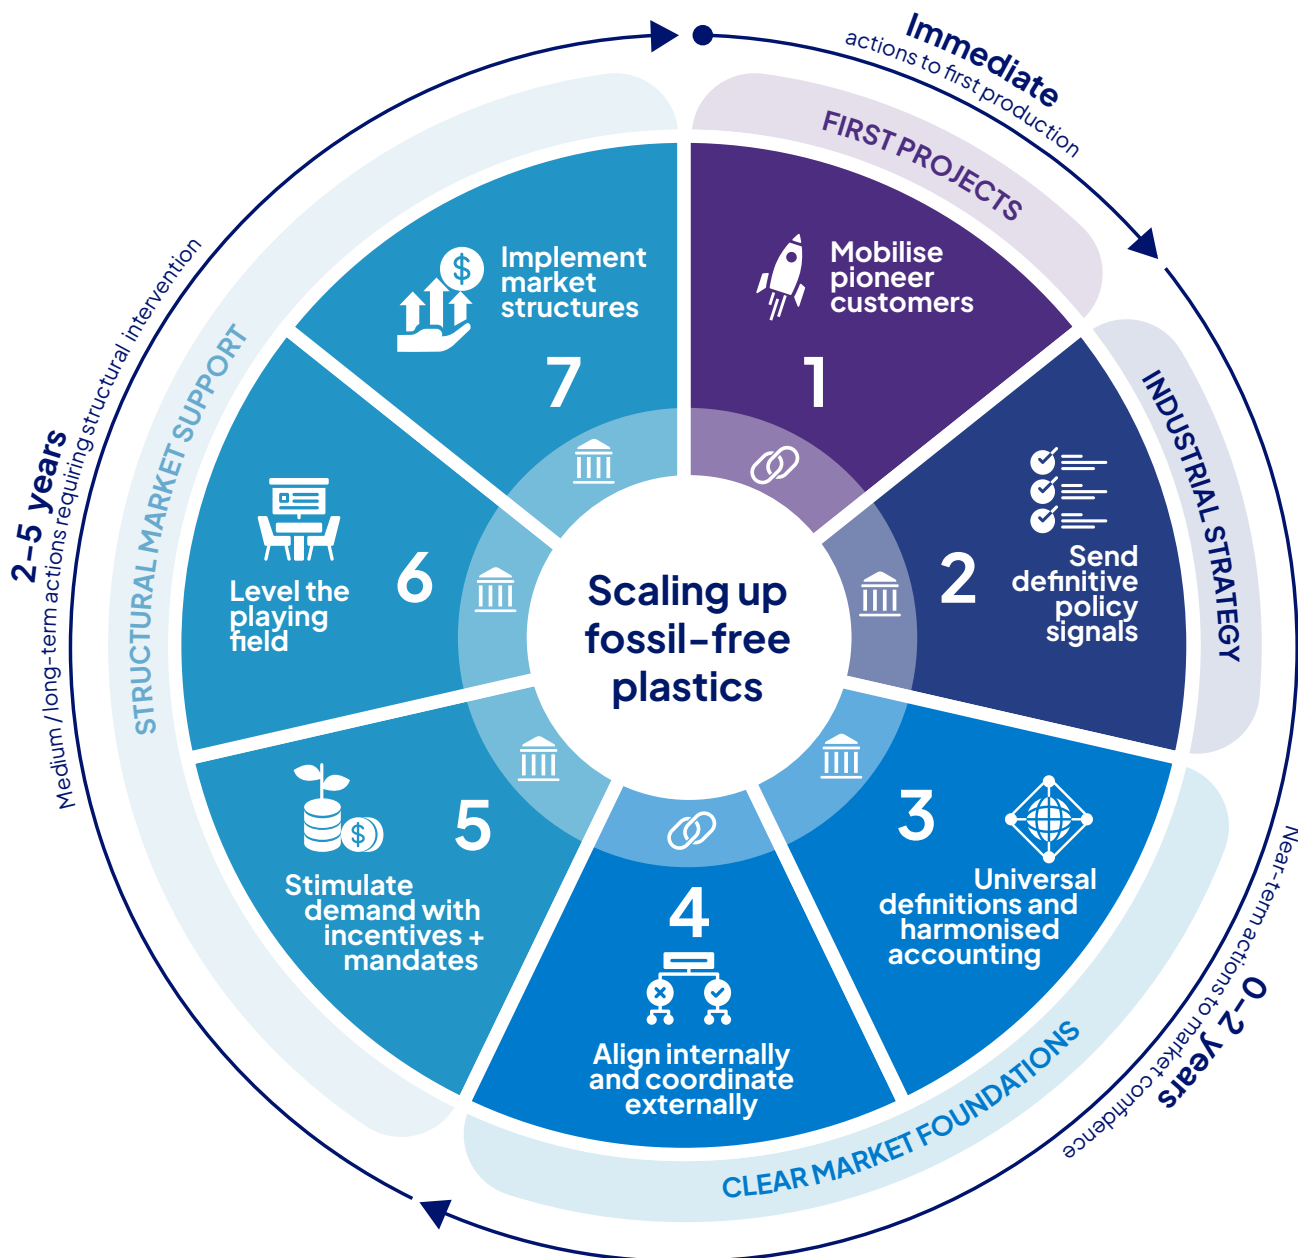 Scaling up
fossil-free
plastics
Immediate
actions to first production
FIRST PROJECTS
Mobilise
pioneer
customers
1
INDUSTRIAL STRATEGY
2
Send
definitive
policy
signals
0-2 years
Near-term actions to market confidence
CLEAR MARKET FOUNDATIONS
3
Universal
definitions and
harmonised
accounting
4
Align internally
and coordinate
externally
2-5 years
Medium / long-term actions requiring structural intervention
STRUCTURAL MARKET SUPPORT
5
$
Stimulate
demand with
incentives +
mandates
6
Level the
playing
field
$
Implement
market
structures
7